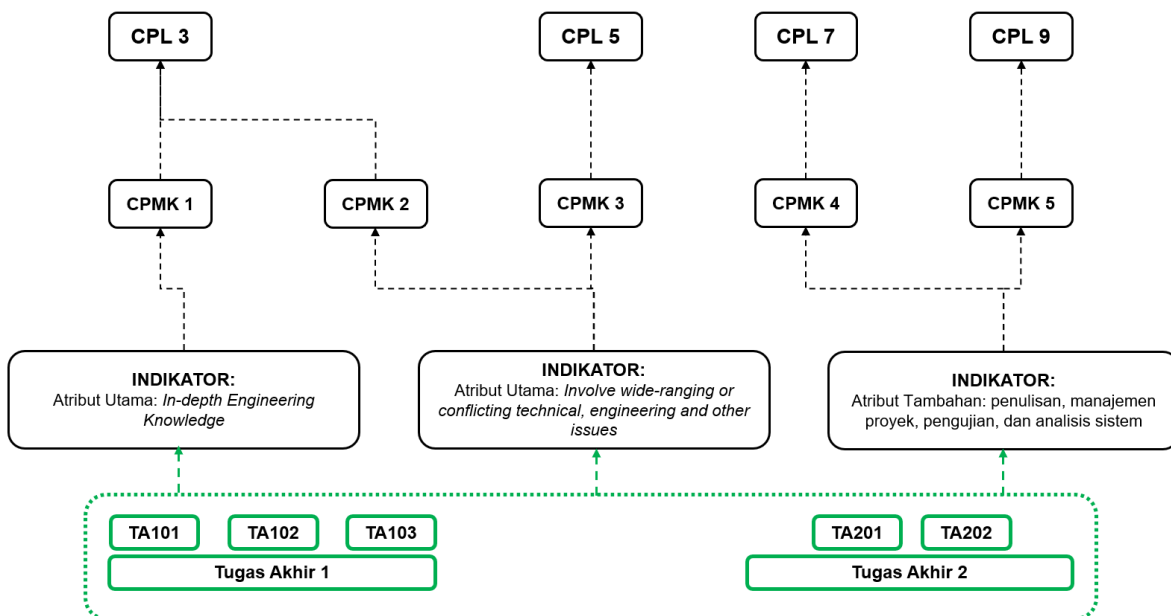 CPL 3
CPL 5
CPL 7
CPL 9
CPMK 1
CPMK 2
CPMK 3
CPMK 4
CPMK 5
INDIKATOR:
Atribut Utama: In-depth Engineering
Knowledge
INDIKATOR:
Atribut Utama: Involve wide-ranging or
conflicting technical, engineering and other
issues
INDIKATOR:
Atribut Tambahan: penulisan, manajemen
proyek, pengujian, dan analisis sistem
TA101
TA102
TA103
Tugas Akhir 1
TA201
TA202
Tugas Akhir 2